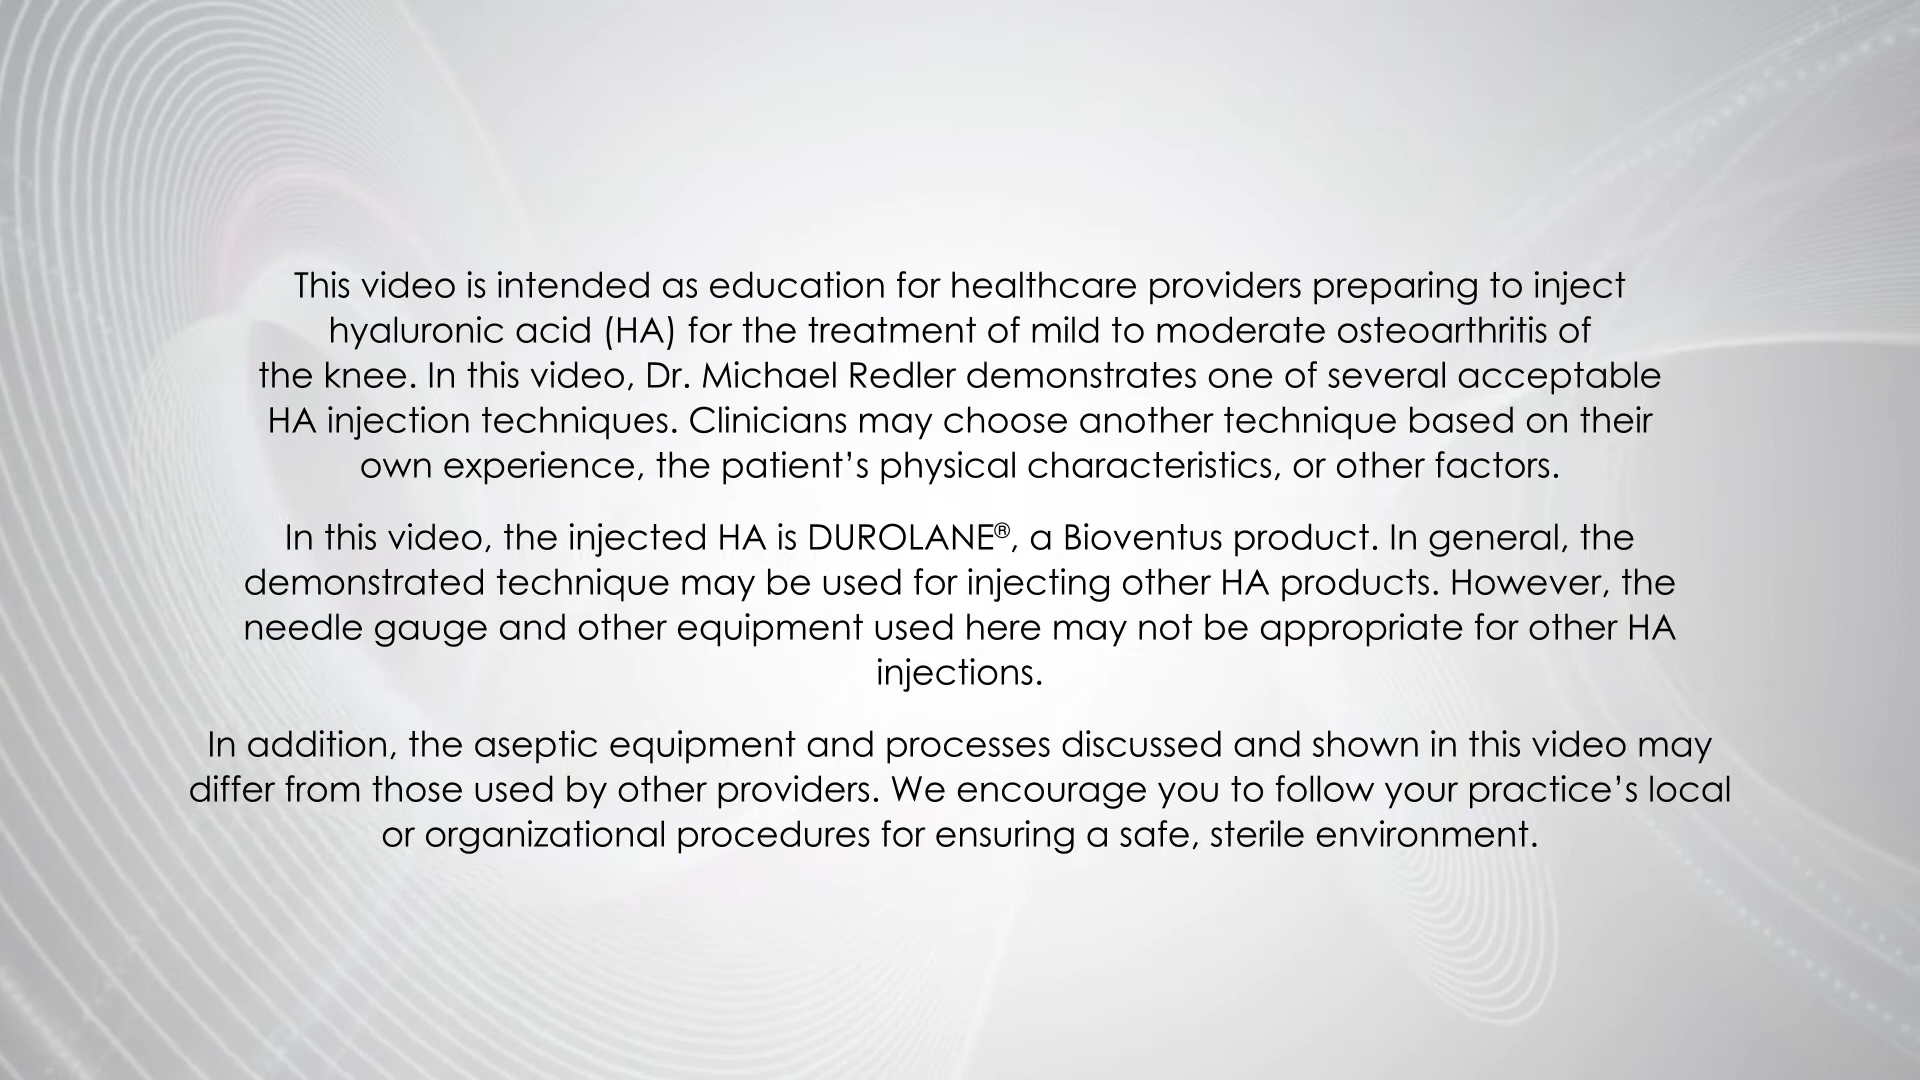 This video is intended as education for healthcare providers preparing to inject
hyaluronic acid (HA) for the treatment of mild to moderate osteoarthritis of
the knee. In this video, Dr. Michael Redler demonstrates one of several acceptable
HA injection techniques. Clinicians may choose another technique based on their
own experience, the patient’s physical characteristics, or other factors.
In this video, the injected HA is DUROLANE®, a Bioventus product. In general, the
demonstrated technique may be used for injecting other HA products. However, the
needle gauge and other equipment used here may not be appropriate for other HA
injections.
In addition, the aseptic equipment and processes discussed and shown in this video may
differ from those used by other providers. We encourage you to follow your practice’s local
or organizational procedures for ensuring a safe, sterile environment.